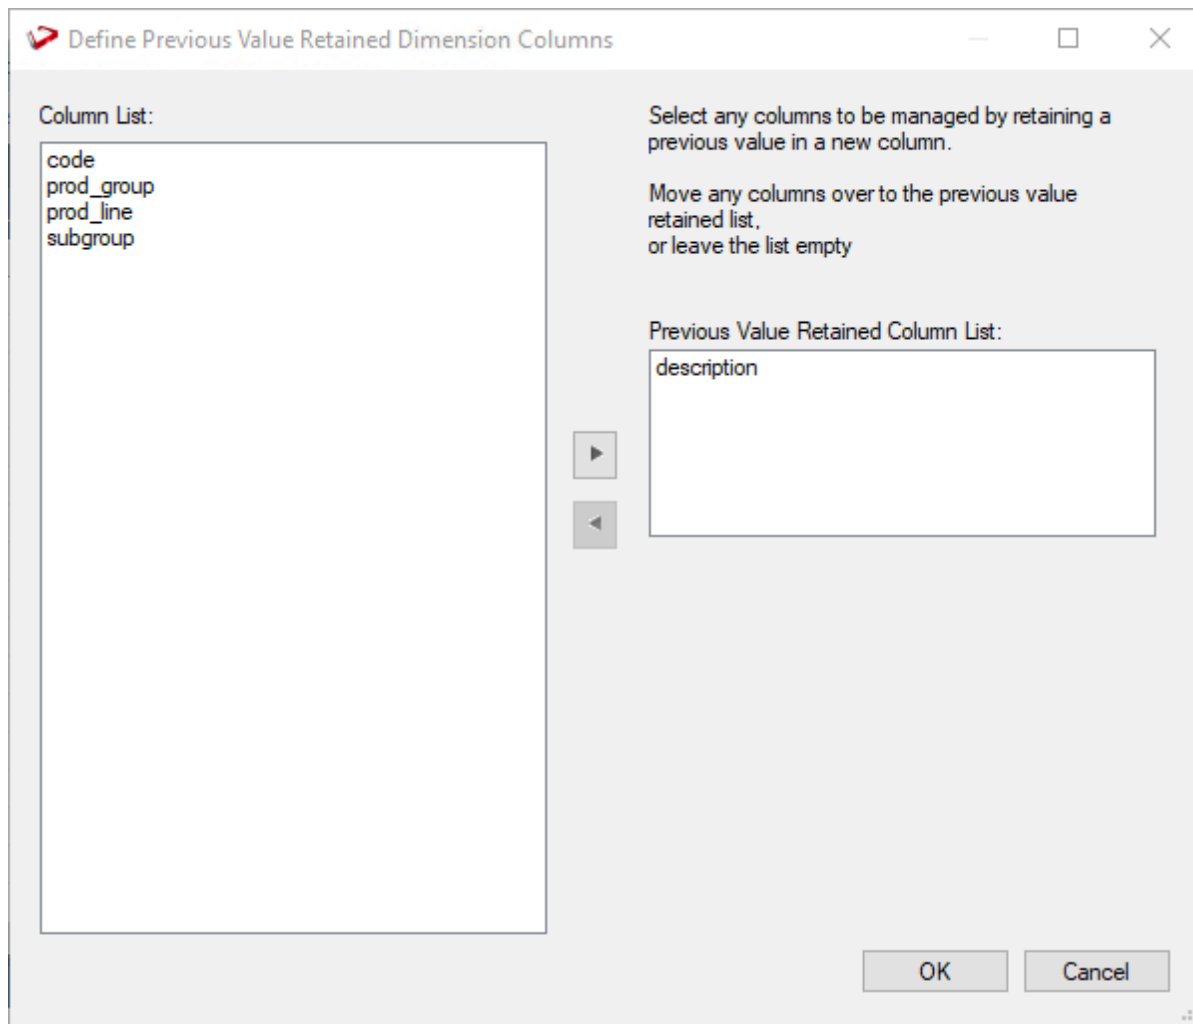 Define Previous Value Retained Dimension Columns
Column List:
code
prod_group
prod_line
subgroup
Select any columns to be managed by retaining a
previous value in a new column.
Move any columns over to the previous value
retained list,
or leave the list empty
Previous Value Retained Column List:
description
OK
Cancel